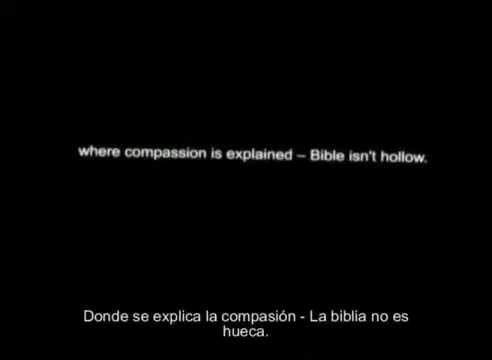 where compassion is explained – Bible isn't hollow.
Donde se explica la compasión - La biblia no es
hueca.